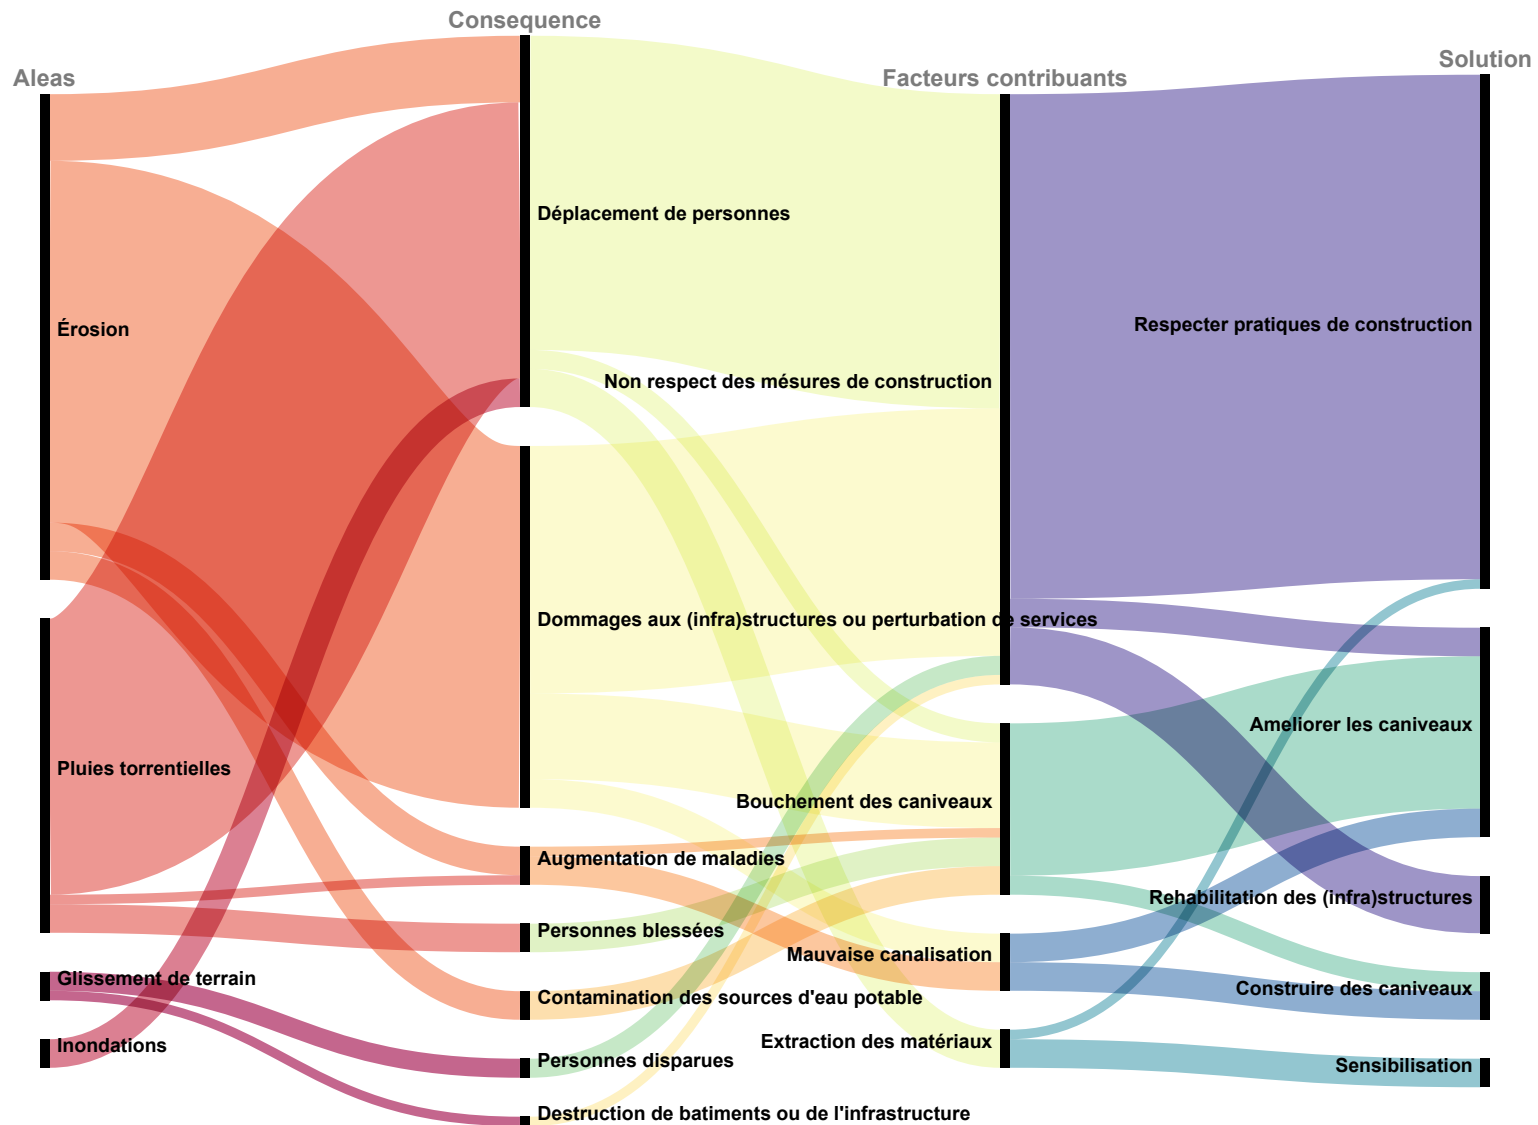 Aleas
Consequence
Facteurs contribuants
Solution
Érosion
Pluies torrentielles
Glissement de terrain
Inondations
Déplacement de personnes
Dommages aux (infra)structures ou perturbation de services
Augmentation de maladies
Personnes blessées
Contamination des sources d'eau potable
Personnes disparues
Destruction de batiments ou de l'infrastructure
Non respect des mésures de construction
Bouchement des caniveaux
Mauvaise canalisation
Extraction des matériaux
Respecter pratiques de construction
Ameliorer les caniveaux
Rehabilitation des (infra)structures
Construire des caniveaux
Sensibilisation